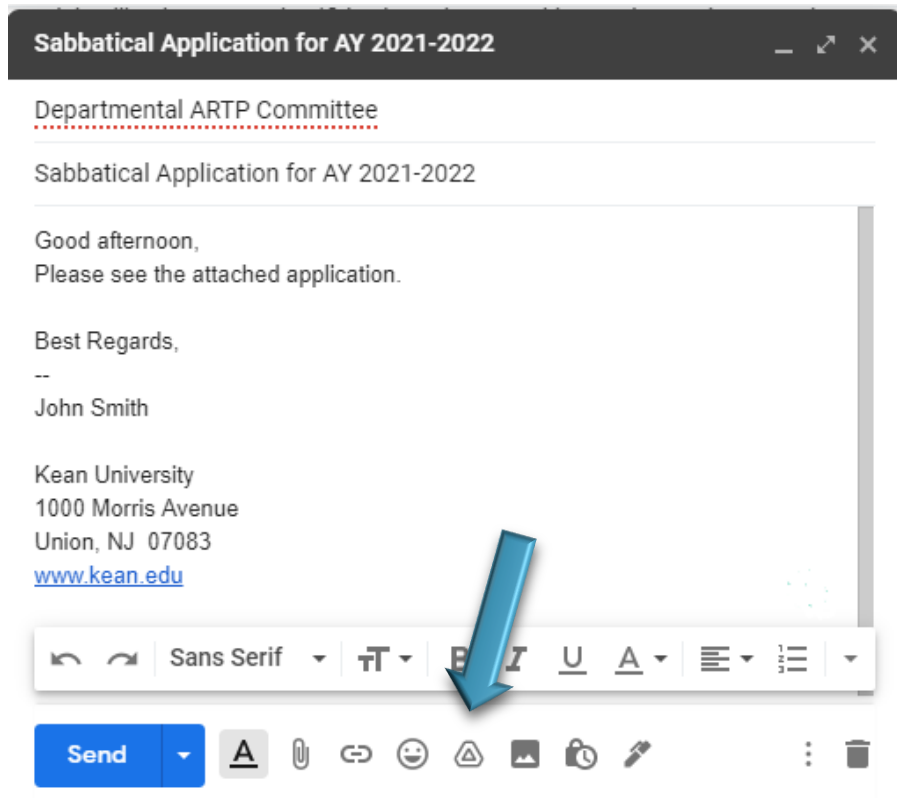 Sabbatical Application for AY 2021-2022
Departmental ARTP Committee
Sabbatical Application for AY 2021-2022
Good afternoon,
Please see the attached application.
Best Regards,
--
John Smith
Kean University
1000 Morris Avenue
Union, NJ 07083
www.kean.edu
Sans Serif TT B I U A
Send A